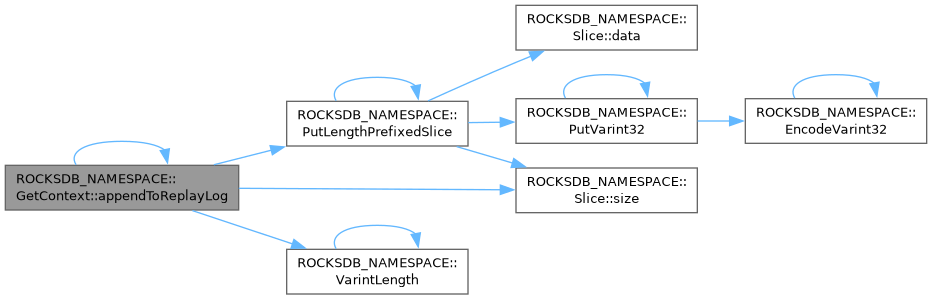 ROCKSDB_NAMESPACE::
Slice::data
ROCKSDB_NAMESPACE::
PutLengthPrefixedSlice
ROCKSDB_NAMESPACE::
PutVarint32
ROCKSDB_NAMESPACE::
EncodeVarint32
ROCKSDB_NAMESPACE::
GetContext::appendToReplayLog
ROCKSDB_NAMESPACE::
Slice::size
ROCKSDB_NAMESPACE::
VarintLength